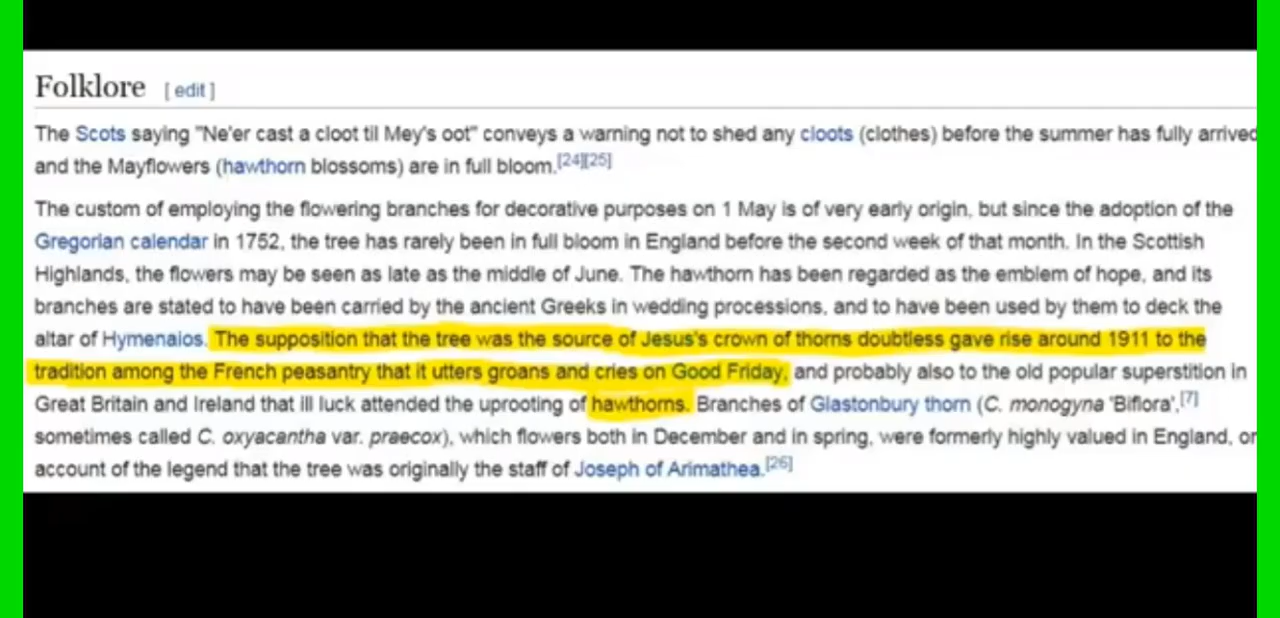 Folklore [ edit ]
The Scots saying "Ne'er cast a cloot til Mey's oot" conveys a warning not to shed any cloots (clothes) before the summer has fully arrived
and the Mayflowers (hawthorn blossoms) are in full bloom.[24][25]
The custom of employing the flowering branches for decorative purposes on 1 May is of very early origin, but since the adoption of the
Gregorian calendar in 1752, the tree has rarely been in full bloom in England before the second week of that month. In the Scottish
Highlands, the flowers may be seen as late as the middle of June. The hawthorn has been regarded as the emblem of hope, and its
branches are stated to have been carried by the ancient Greeks in wedding processions, and to have been used by them to deck the
altar of Hymenaios. The supposition that the tree was the source of Jesus's crown of thorns doubtless gave rise around 1911 to the
tradition among the French peasantry that it utters groans and cries on Good Friday, and probably also to the old popular superstition in
Great Britain and Ireland that ill luck attended the uprooting of hawthorns. Branches of Glastonbury thorn (C. monogyna 'Biflora',[7]
sometimes called C. oxyacantha var. praecox), which flowers both in December and in spring, were formerly highly valued in England, on
account of the legend that the tree was originally the staff of Joseph of Arimathea.[26]